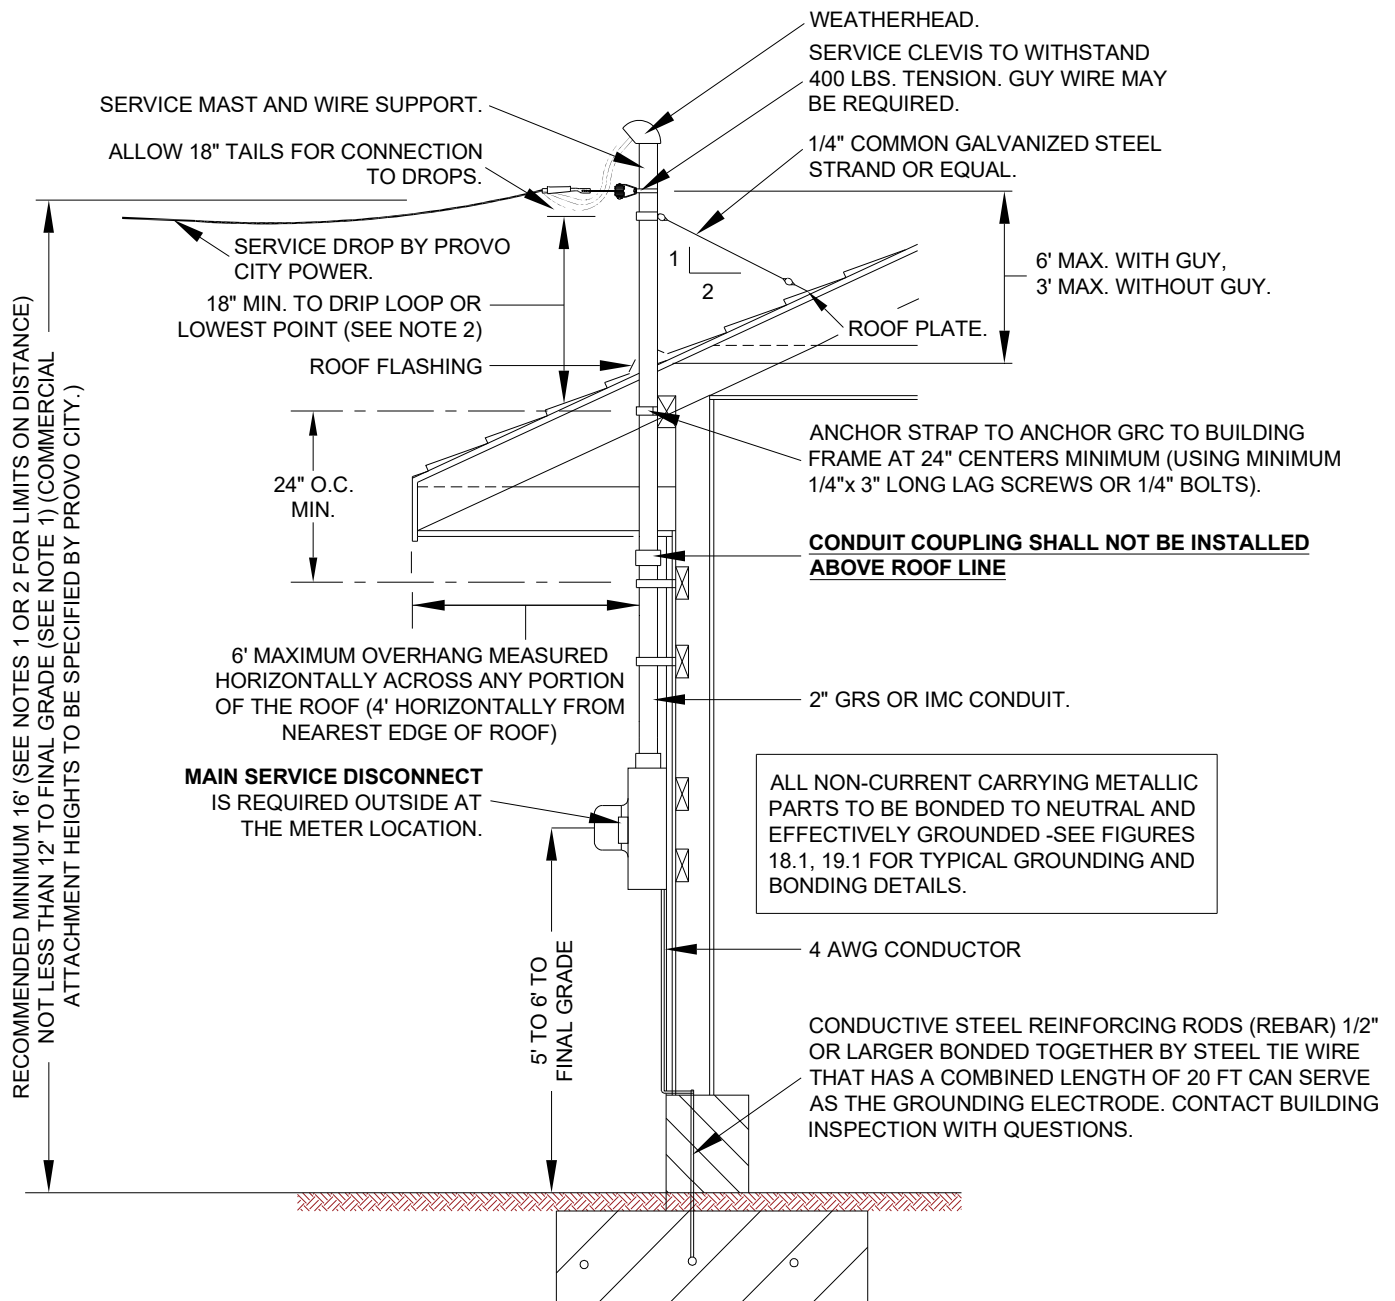 WEATHERHEAD.
SERVICE CLEVIS TO WITHSTAND
400 LBS. TENSION. GUY WIRE MAY
BE REQUIRED.
SERVICE MAST AND WIRE SUPPORT.
1/4" COMMON GALVANIZED STEEL
STRAND OR EQUAL.
ALLOW 18" TAILS FOR CONNECTION
TO DROPS.
SERVICE DROP BY PROVO
CITY POWER.
1
2
6' MAX. WITH GUY,
3' MAX. WITHOUT GUY.
18" MIN. TO DRIP LOOP OR
LOWEST POINT (SEE NOTE 2)
ROOF PLATE.
ROOF FLASHING
ANCHOR STRAP TO ANCHOR GRC TO BUILDING
FRAME AT 24" CENTERS MINIMUM (USING MINIMUM
1/4"x 3" LONG LAG SCREWS OR 1/4" BOLTS).
24" O.C.
MIN.
CONDUIT COUPLING SHALL NOT BE INSTALLED
ABOVE ROOF LINE
RECOMMENDED MINIMUM 16' (SEE NOTES 1 OR 2 FOR LIMITS ON DISTANCE)
NOT LESS THAN 12' TO FINAL GRADE (SEE NOTE 1) (COMMERCIAL
ATTACHMENT HEIGHTS TO BE SPECIFIED BY PROVO CITY.)
6' MAXIMUM OVERHANG MEASURED
HORIZONTALLY ACROSS ANY PORTION
OF THE ROOF (4' HORIZONTALLY FROM
NEAREST EDGE OF ROOF)
2" GRS OR IMC CONDUIT.
MAIN SERVICE DISCONNECT
IS REQUIRED OUTSIDE AT
THE METER LOCATION.
ALL NON-CURRENT CARRYING METALLIC
PARTS TO BE BONDED TO NEUTRAL AND
EFFECTIVELY GROUNDED -SEE FIGURES
18.1, 19.1 FOR TYPICAL GROUNDING AND
BONDING DETAILS.
5' TO 6' TO
FINAL GRADE
4 AWG CONDUCTOR
CONDUCTIVE STEEL REINFORCING RODS (REBAR) 1/2"
OR LARGER BONDED TOGETHER BY STEEL TIE WIRE
THAT HAS A COMBINED LENGTH OF 20 FT CAN SERVE
AS THE GROUNDING ELECTRODE. CONTACT BUILDING
INSPECTION WITH QUESTIONS.